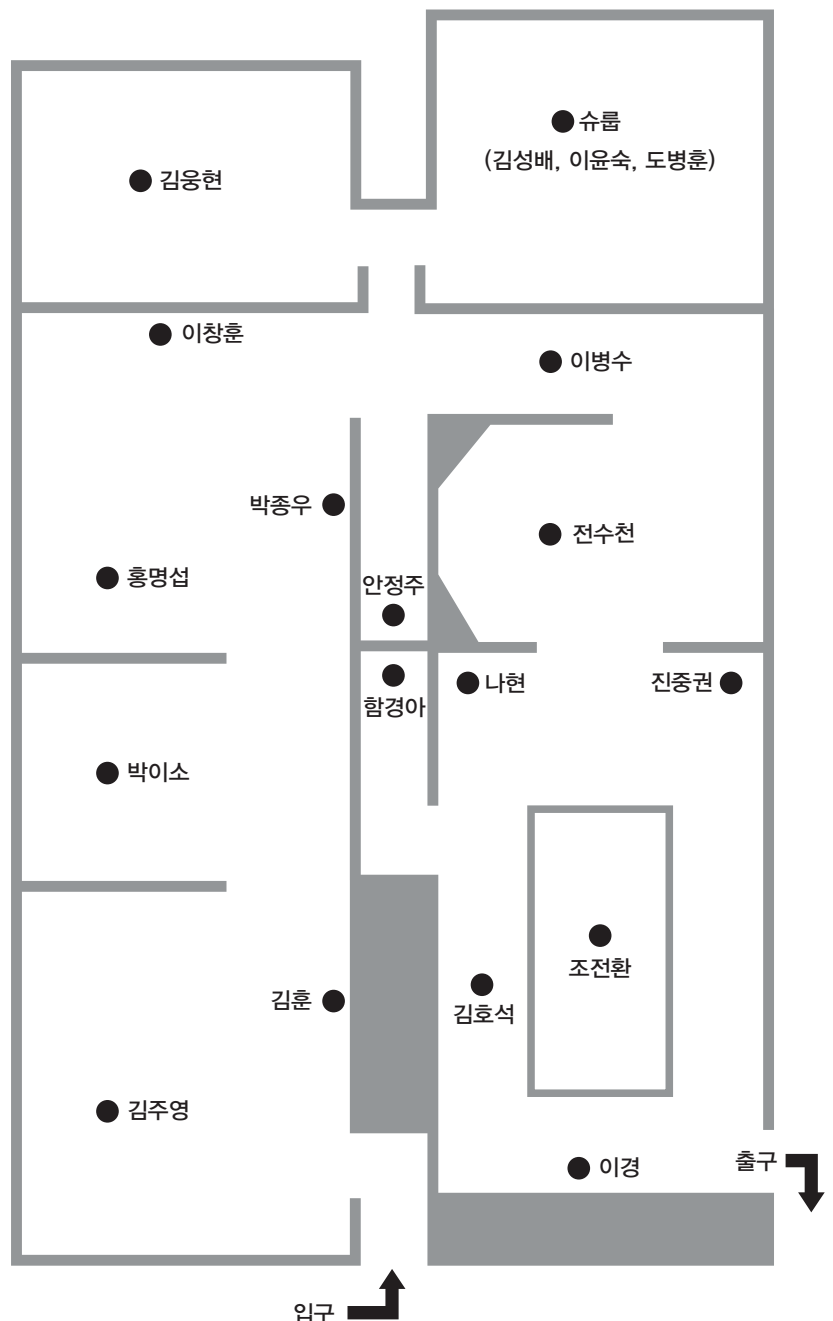 슈룹
(김성배, 이윤숙, 도병훈)
김웅현
이창훈
이병수
박종우
전수천
홍명섭
안정주
나현
진중권
함경아
박이소
조전환
김훈
김호석
김주영
이경
출구
입구